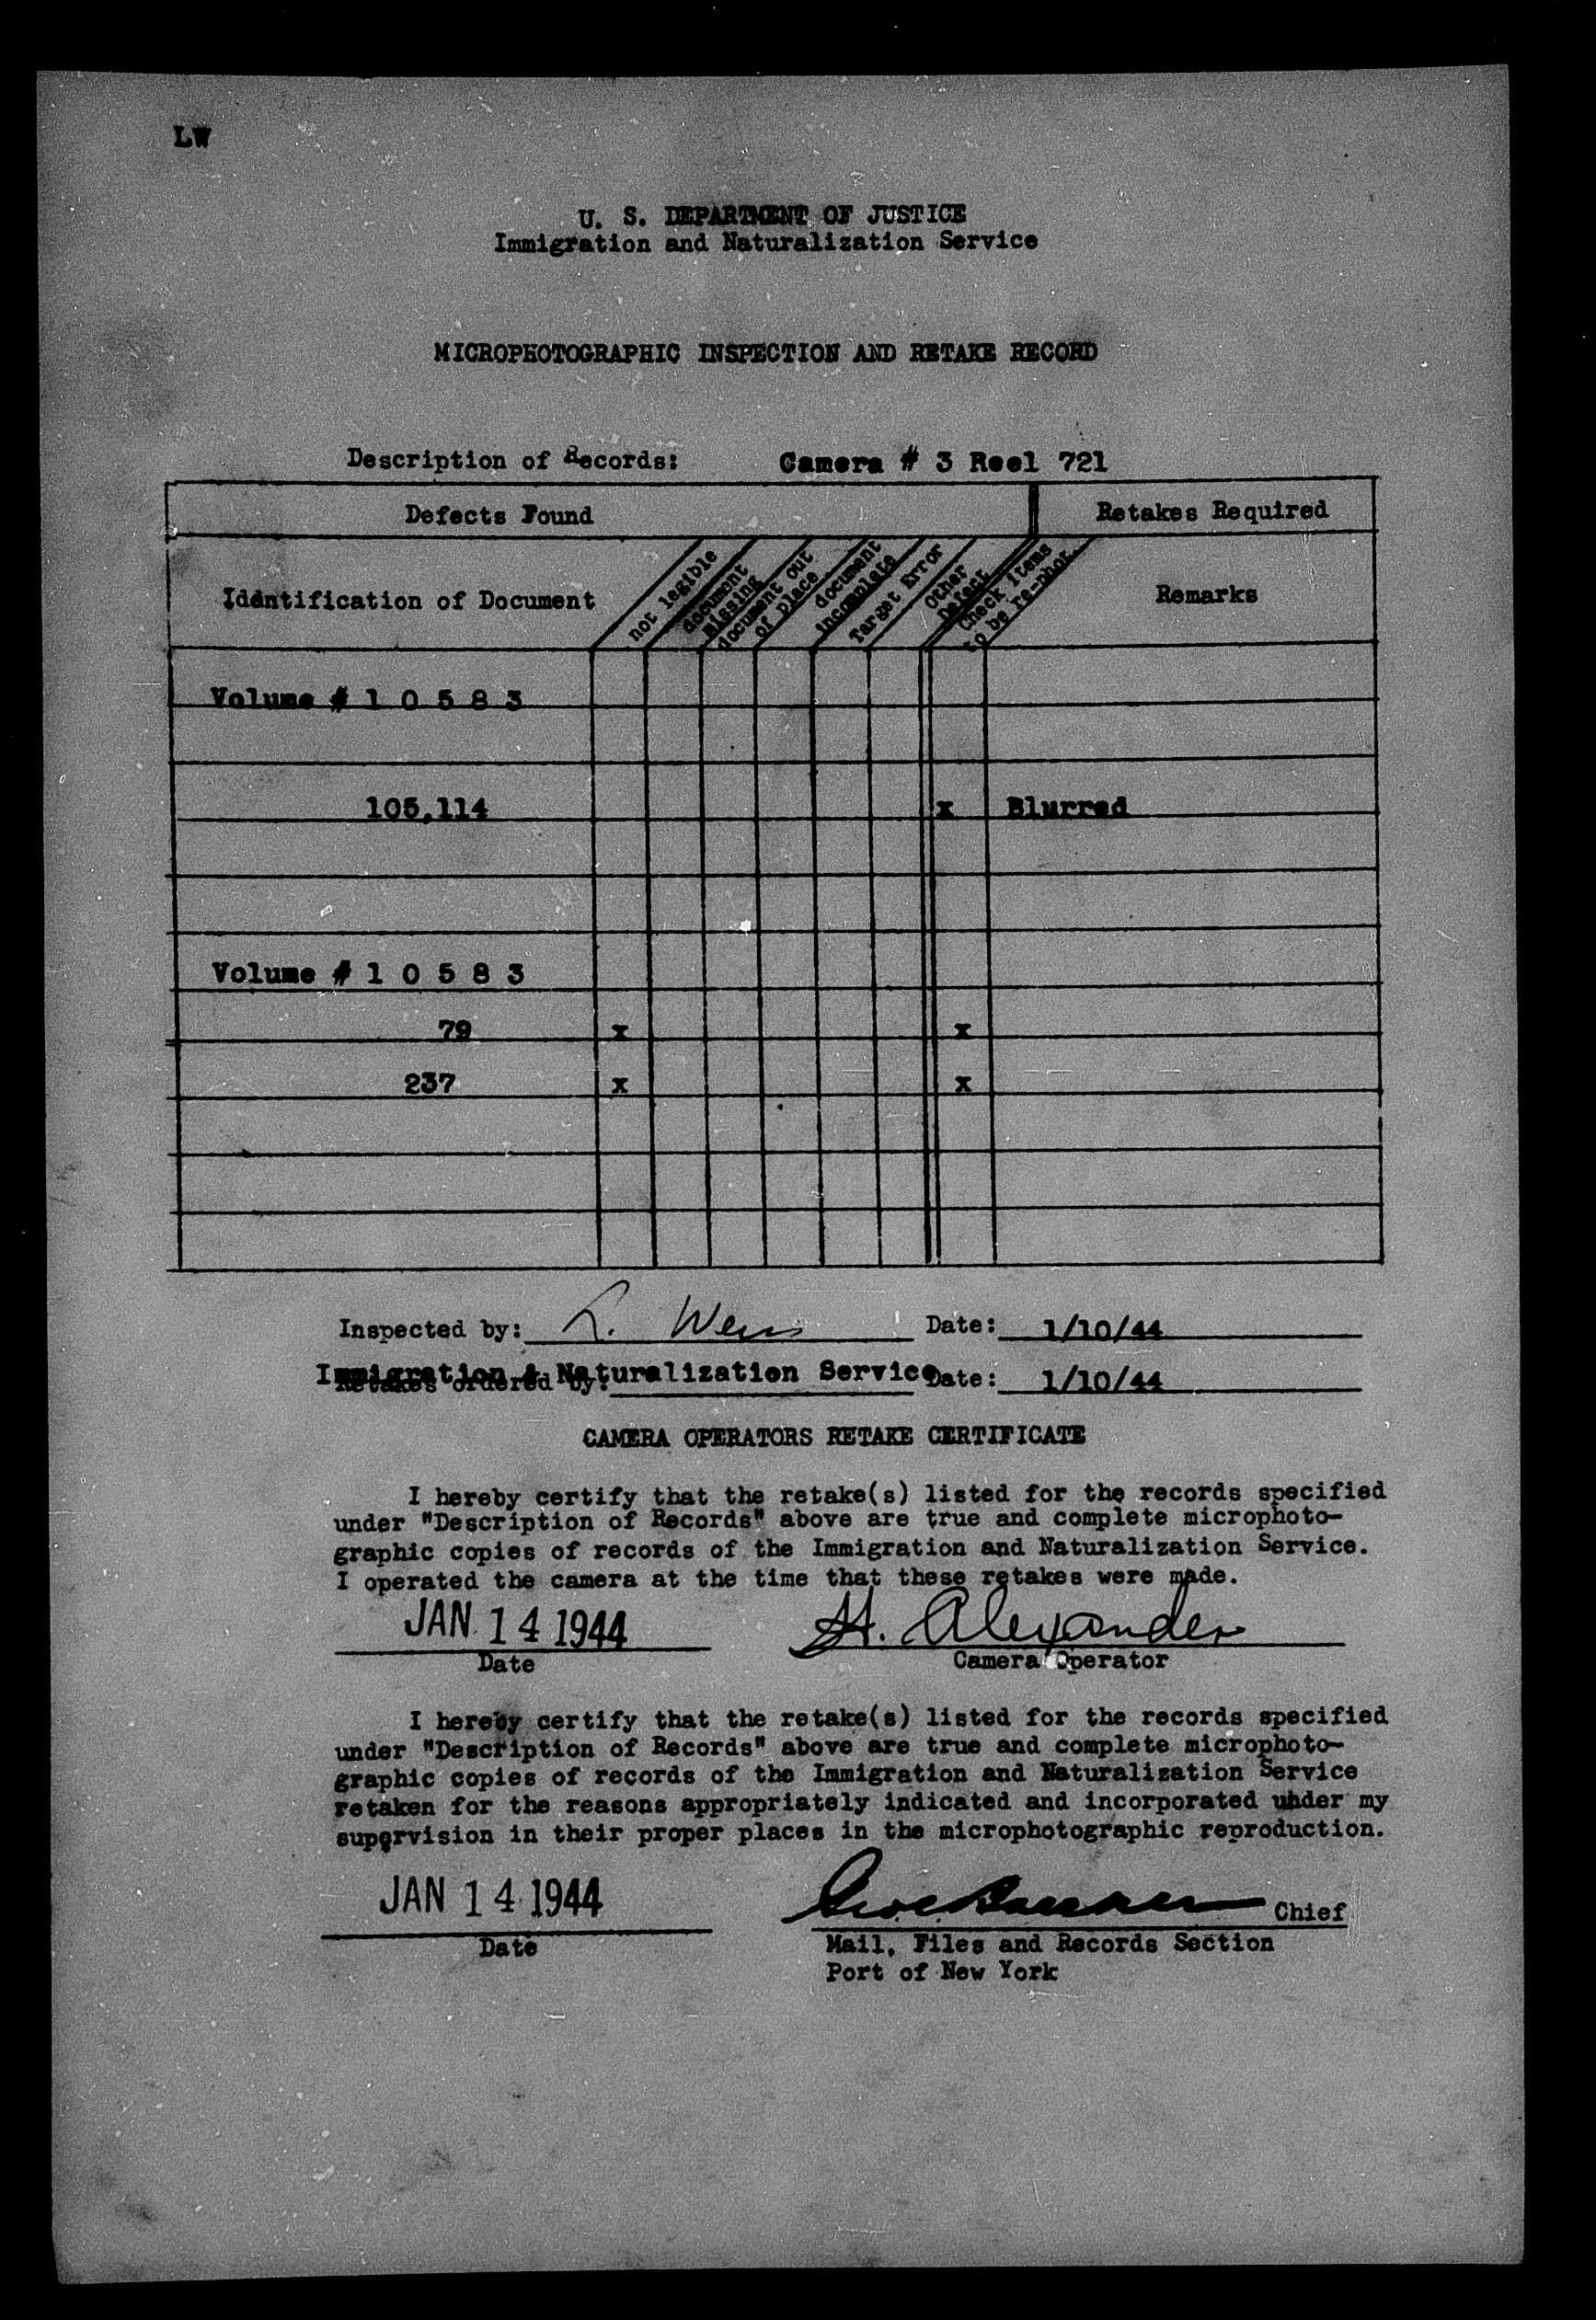 LW
U. S. DEPARTMENT OF JUSTICE
Immigration and Naturalization Service
MICROPHOTOGRAPHIC INSPECTION AND RETAKE RECORD
Description of Records: Camera # 3 Reel 721
Defects Found Retakes Required
Identification of Document
not legible
document
missing
document out
of place
document
incomplete
Target Error
Other
Defect
Check Items
to be re-phot.
Remarks
Volume # 1 0 5 8 3
105,114 x Blurred
Volume # 1 0 5 8 3
79 x x
237 x x
Inspected by: Date: 1/10/44
Immigration & Naturalization Service
Retakes ordered by: Date: 1/10/44
CAMERA OPERATORS RETAKE CERTIFICATE
I hereby certify that the retake(s) listed for the records specified
under "Description of Records" above are true and complete microphoto-
graphic copies of records of the Immigration and Naturalization Service.
I operated the camera at the time that these retakes were made.
JAN 14 1944 H. Alexander
Date Camera Operator
I hereby certify that the retake(s) listed for the records specified
under "Description of Records" above are true and complete microphoto-
graphic copies of records of the Immigration and Naturalization Service
retaken for the reasons appropriately indicated and incorporated under my
supervision in their proper places in the microphotographic reproduction.
JAN 14 1944 Chief
Date Mail, Files and Records Section
Port of New York